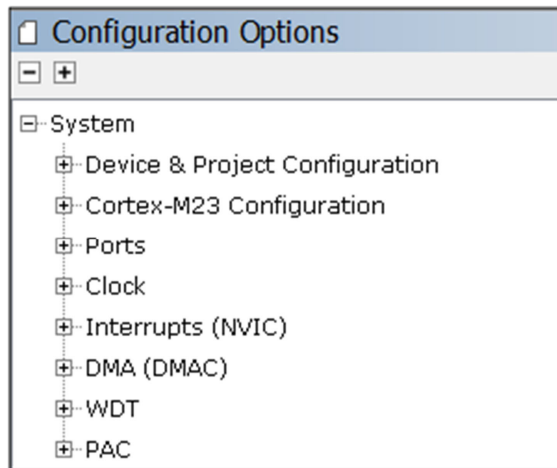 Configuration Options
System
Device & Project Configuration
Cortex-M23 Configuration
Ports
Clock
Interrupts (NVIC)
DMA (DMAC)
WDT
PAC